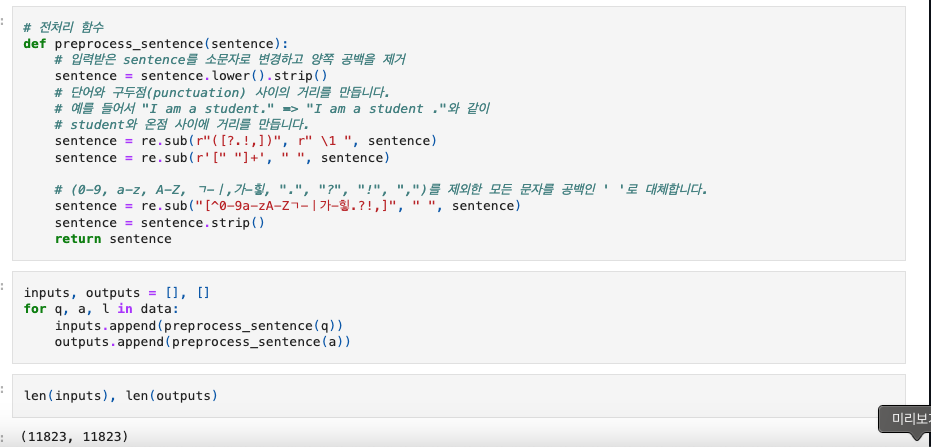 # 전처리 함수
def preprocess_sentence(sentence):
    # 입력받은 sentence를 소문자로 변경하고 양쪽 공백을 제거
    sentence = sentence.lower().strip()
    # 단어와 구두점(punctuation) 사이의 거리를 만듭니다.
    # 예를 들어서 "I am a student." => "I am a student ."와 같이
    # student와 온점 사이에 거리를 만듭니다.
    sentence = re.sub(r"([?.!,])", r" \1 ", sentence)
    sentence = re.sub(r'[" "]+', " ", sentence)
    # (0-9, a-z, A-Z, ㄱ-ㅣ,가-힣, ".", "?", "!", ",")를 제외한 모든 문자를 공백인 ' '로 대체합니다.
    sentence = re.sub("[^0-9a-zA-Zㄱ-ㅣ가-힣.?!,]", " ", sentence)
    sentence = sentence.strip()
    return sentence
inputs, outputs = [], []
for q, a, l in data:
    inputs.append(preprocess_sentence(q))
    outputs.append(preprocess_sentence(a))
len(inputs), len(outputs)
미리보
(11823, 11823)